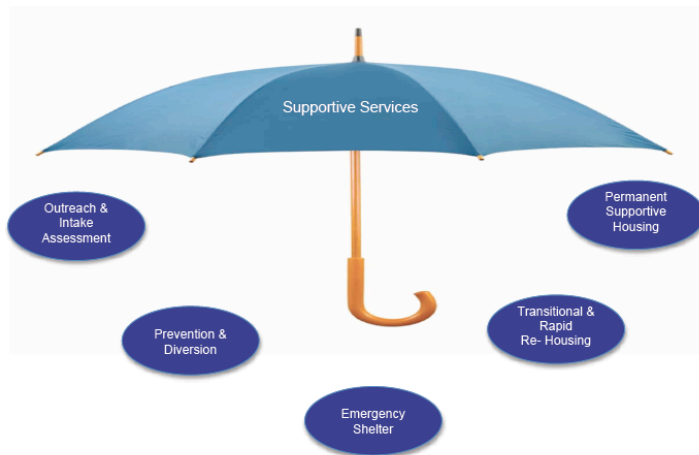 Supportive Services
Outreach &
Intake
Assessment
Permanent
Supportive
Housing
Prevention &
Diversion
Transitional &
Rapid
Re- Housing
Emergency
Shelter